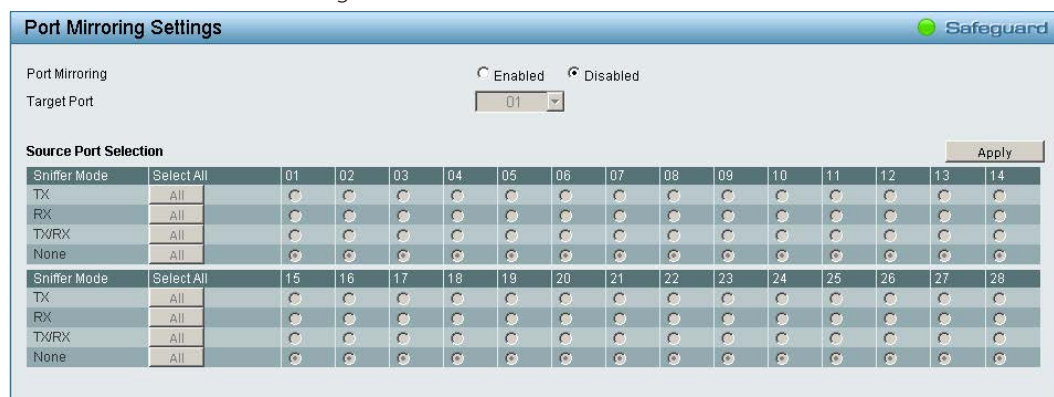 Port Mirroring Settings Safeguard
Port Mirroring Enabled Disabled
Target Port 01
Source Port Selection Apply
Sniffer Mode Select All 01 02 03 04 05 06 07 08 09 10 11 12 13 14
TX All
RX All
TX/RX All
None All
Sniffer Mode Select All 15 16 17 18 19 20 21 22 23 24 25 26 27 28
TX All
RX All
TX/RX All
None All